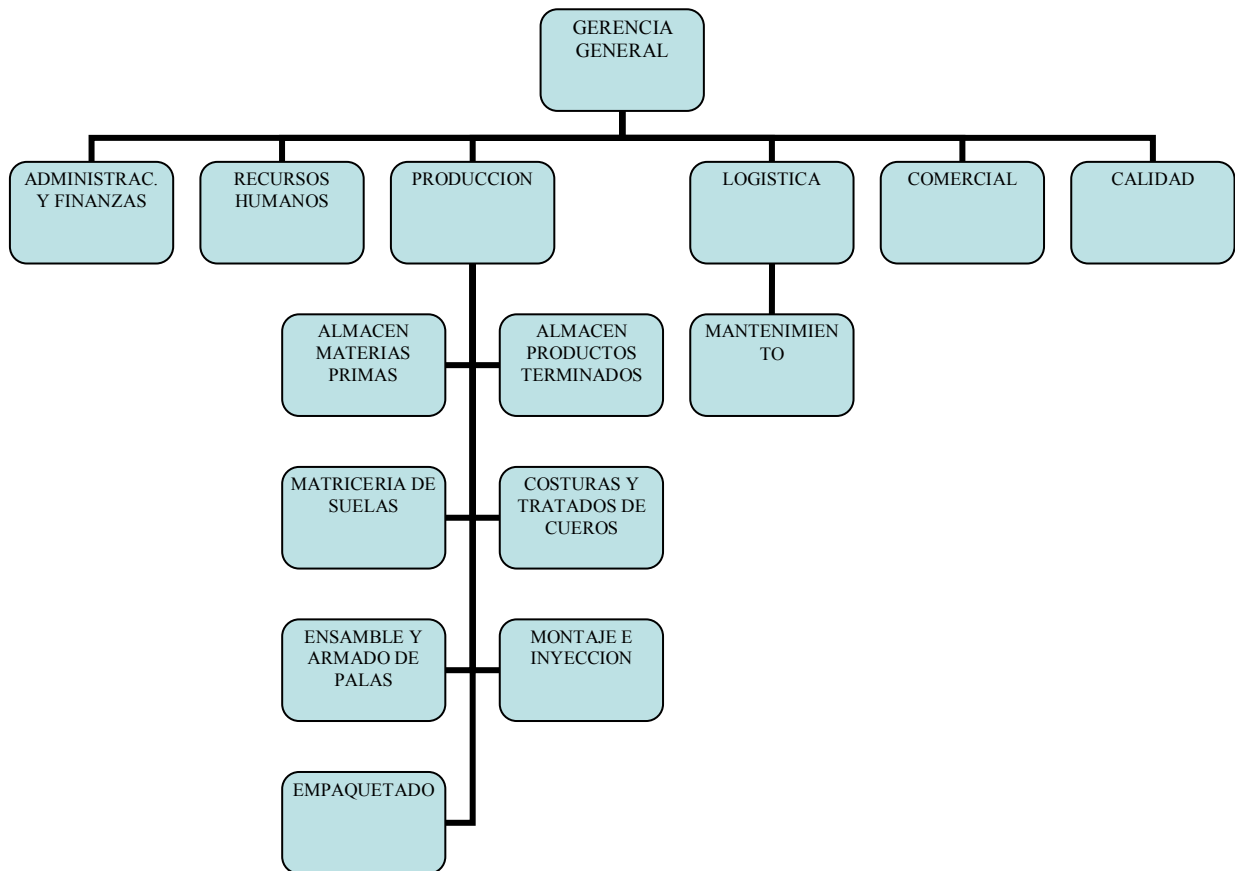 GERENCIA
GENERAL
ADMINISTRAC.
Y FINANZAS
RECURSOS
HUMANOS
PRODUCCION
LOGISTICA
COMERCIAL
CALIDAD
ALMACEN
MATERIAS
PRIMAS
ALMACEN
PRODUCTOS
TERMINADOS
MANTENIMIEN
TO
MATRICERIA DE
SUELAS
COSTURAS Y
TRATADOS DE
CUEROS
ENSAMBLE Y
ARMADO DE
PALAS
MONTAJE E
INYECCION
EMPAQUETADO